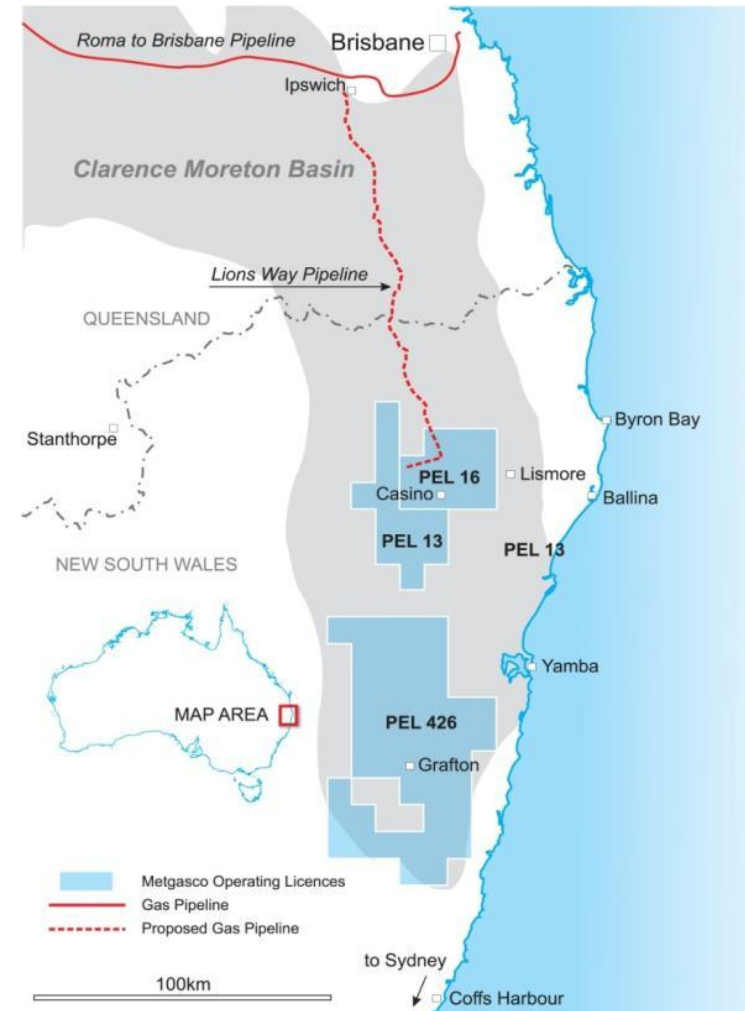 Roma to Brisbane Pipeline
Brisbane
Ipswich
Clarence Moreton Basin
Lions Way Pipeline
QUEENSLAND
Byron Bay
Stanthorpe
PEL 16
Lismore
Casino
Ballina
PEL 13
PEL 13
NEW SOUTH WALES
Yamba
MAP AREA
PEL 426
Grafton
Metgasco Operating Licences
Gas Pipeline
Proposed Gas Pipeline
to Sydney
100km
Coffs Harbour